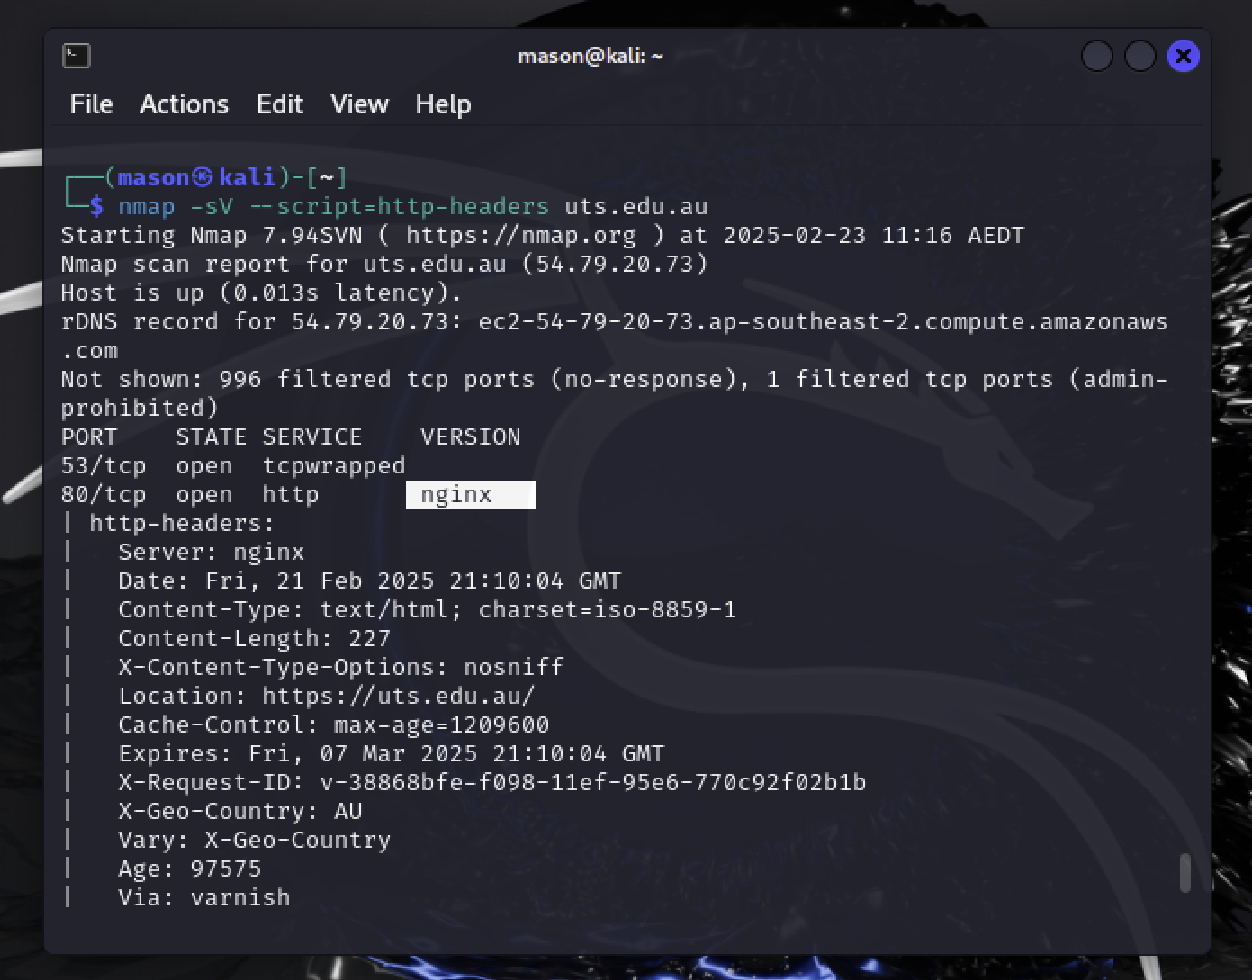 mason@kali: ~
File Actions Edit View Help
┌──(mason㉿kali)-[~]
└─$ nmap -sV --script=http-headers uts.edu.au
Starting Nmap 7.94SVN ( https://nmap.org ) at 2025-02-23 11:16 AEDT
Nmap scan report for uts.edu.au (54.79.20.73)
Host is up (0.013s latency).
rDNS record for 54.79.20.73: ec2-54-79-20-73.ap-southeast-2.compute.amazonaws
.com
Not shown: 996 filtered tcp ports (no-response), 1 filtered tcp ports (admin-
prohibited)
PORT    STATE SERVICE    VERSION
53/tcp  open  tcpwrapped
80/tcp  open  http       nginx
| http-headers:
|   Server: nginx
|   Date: Fri, 21 Feb 2025 21:10:04 GMT
|   Content-Type: text/html; charset=iso-8859-1
|   Content-Length: 227
|   X-Content-Type-Options: nosniff
|   Location: https://uts.edu.au/
|   Cache-Control: max-age=1209600
|   Expires: Fri, 07 Mar 2025 21:10:04 GMT
|   X-Request-ID: v-38868bfe-f098-11ef-95e6-770c92f02b1b
|   X-Geo-Country: AU
|   Vary: X-Geo-Country
|   Age: 97575
|   Via: varnish